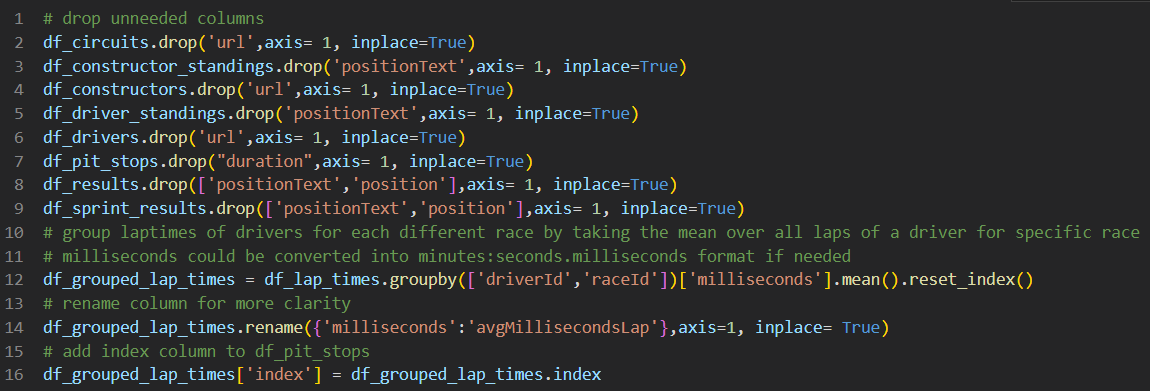 1 # drop unneeded columns
2 df_circuits.drop('url',axis= 1, inplace=True)
3 df_constructor_standings.drop('positionText',axis= 1, inplace=True)
4 df_constructors.drop('url',axis= 1, inplace=True)
5 df_driver_standings.drop('positionText',axis= 1, inplace=True)
6 df_drivers.drop('url',axis= 1, inplace=True)
7 df_pit_stops.drop("duration",axis= 1, inplace=True)
8 df_results.drop(['positionText','position'],axis= 1, inplace=True)
9 df_sprint_results.drop(['positionText','position'],axis= 1, inplace=True)
10 # group laptimes of drivers for each different race by taking the mean over all laps of a driver for specific race
11 # milliseconds could be converted into minutes:seconds.milliseconds format if needed
12 df_grouped_lap_times = df_lap_times.groupby(['driverId','raceId'])['milliseconds'].mean().reset_index()
13 # rename column for more clarity
14 df_grouped_lap_times.rename({'milliseconds':'avgMillisecondsLap'},axis=1, inplace= True)
15 # add index column to df_pit_stops
16 df_grouped_lap_times['index'] = df_grouped_lap_times.index